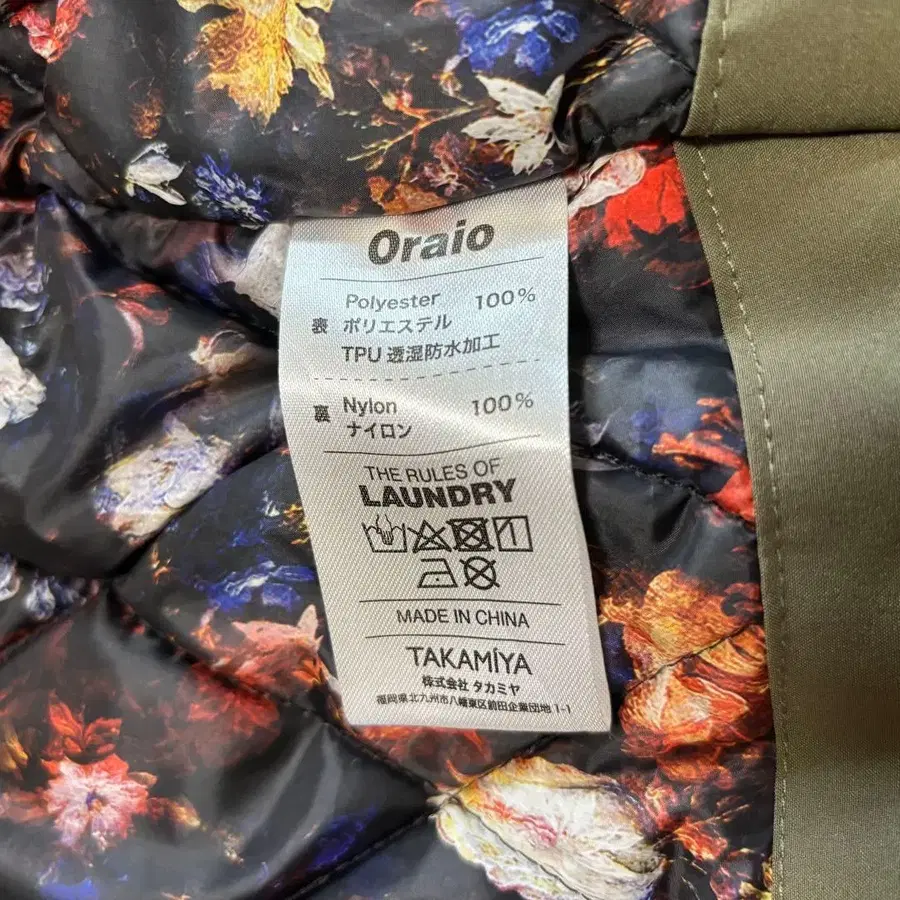 Oraio
表 Polyester 100%
ポリエステル
TPU 透湿防水加工
裏 Nylon 100%
ナイロン
THE RULES OF
LAUNDRY
MADE IN CHINA
TAKAMÍYA
株式会社 タカミヤ
福岡県北九州市八幡東区前田企業団地1-1